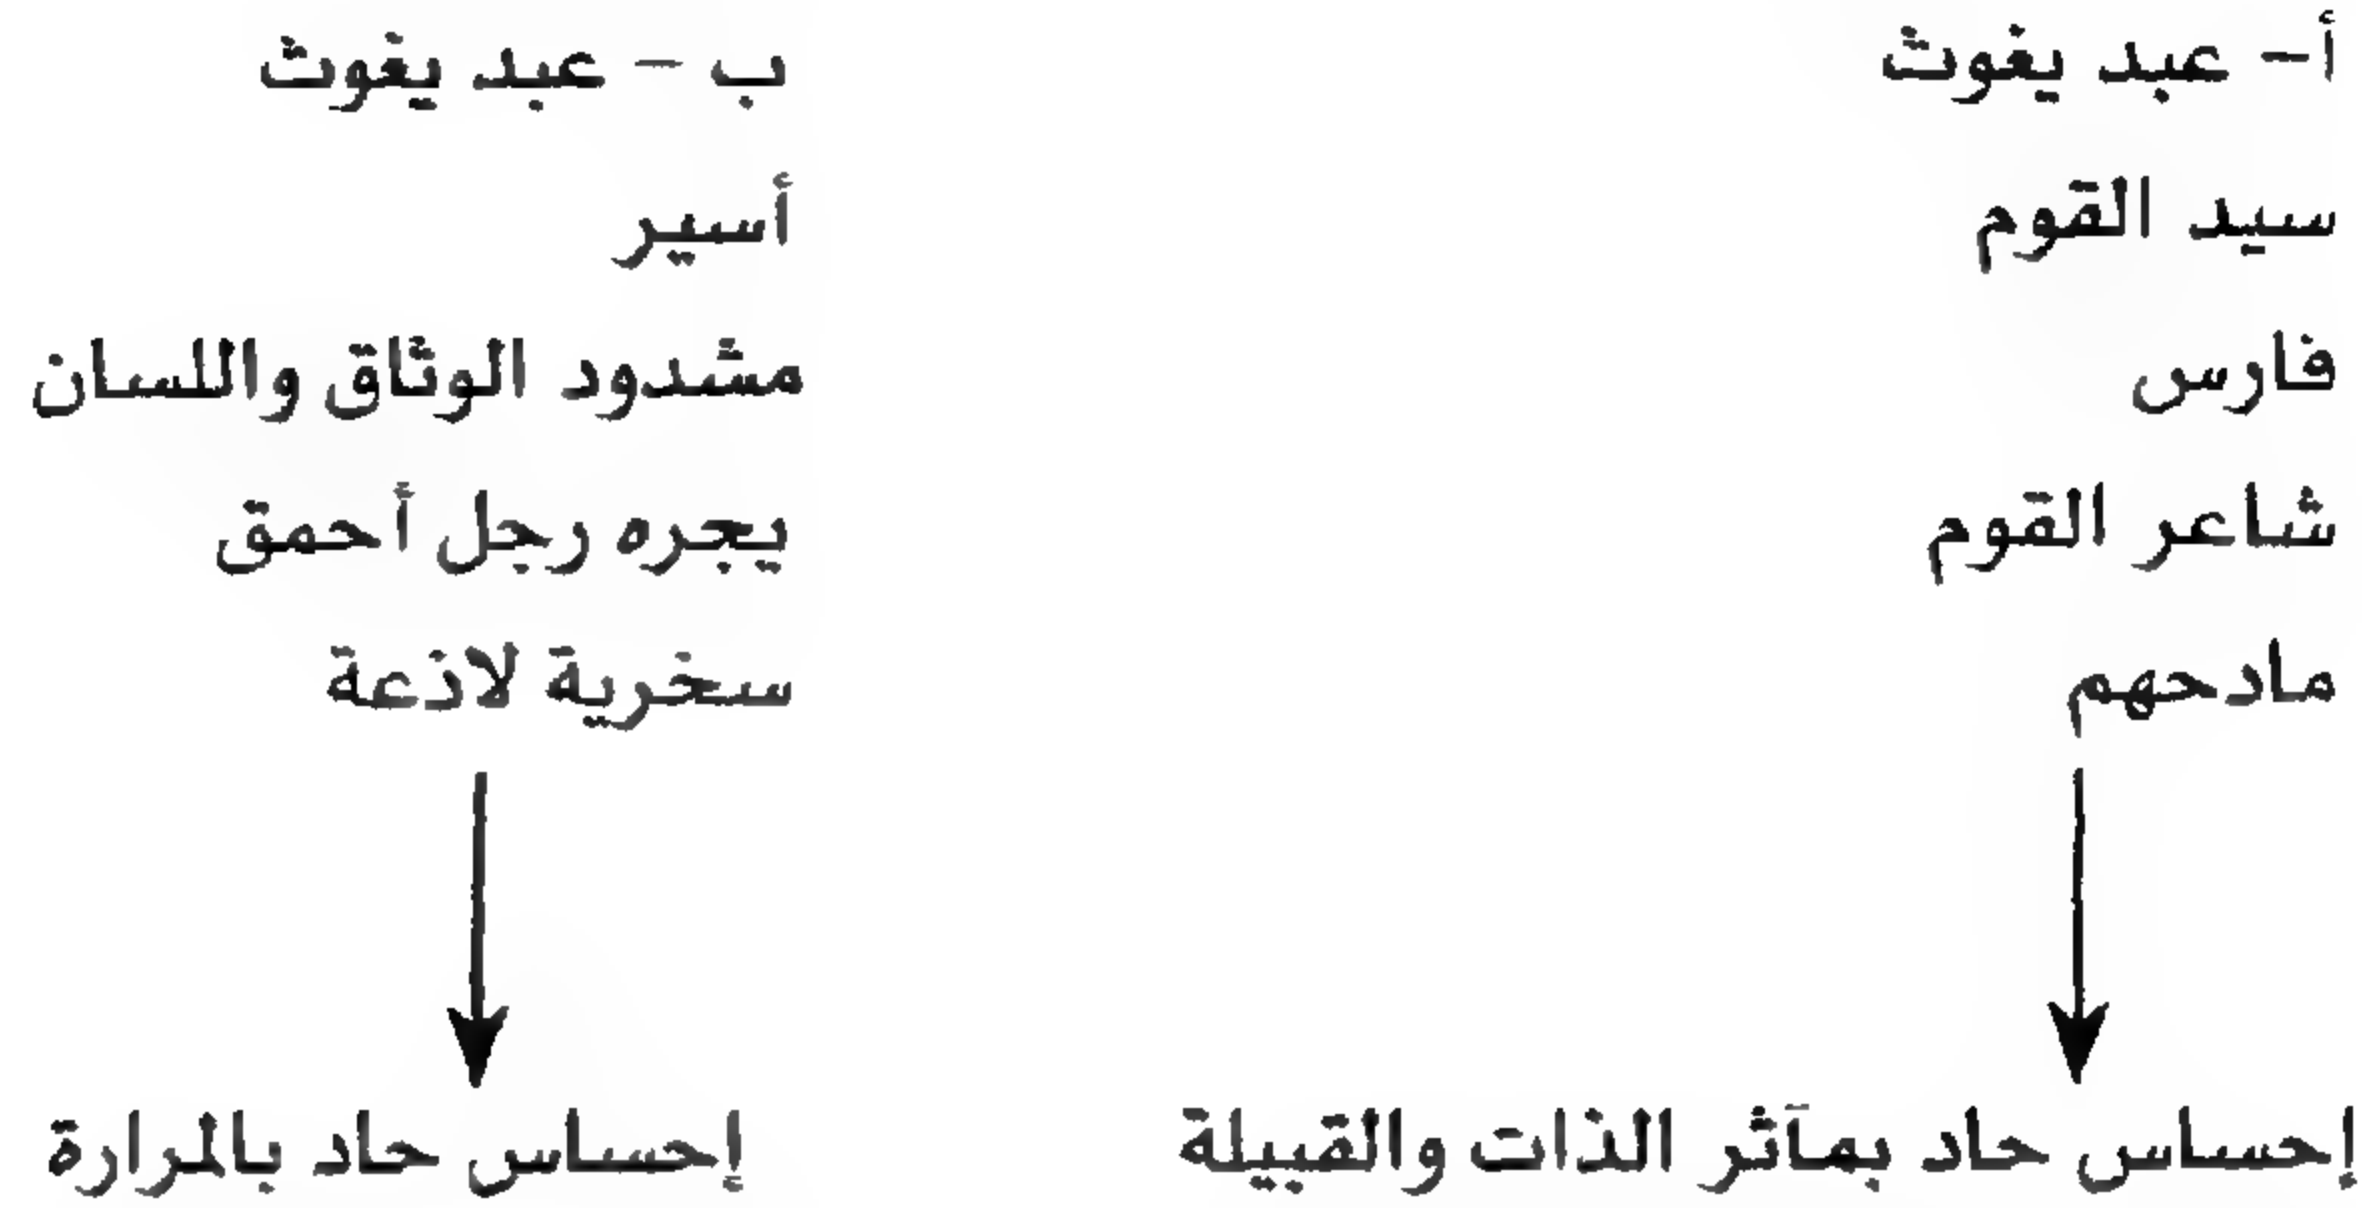 أ- عبد يغوث
سيد القوم
فارس
شاعر القوم
مادحهم
إحساس حاد بمآثر الذات والقبيلة
ب - عبد يغوث
أسير
مشدود الوثاق واللسان
يجره رجل أحمق
سخرية لاذعة
إحساس حاد بالمرارة